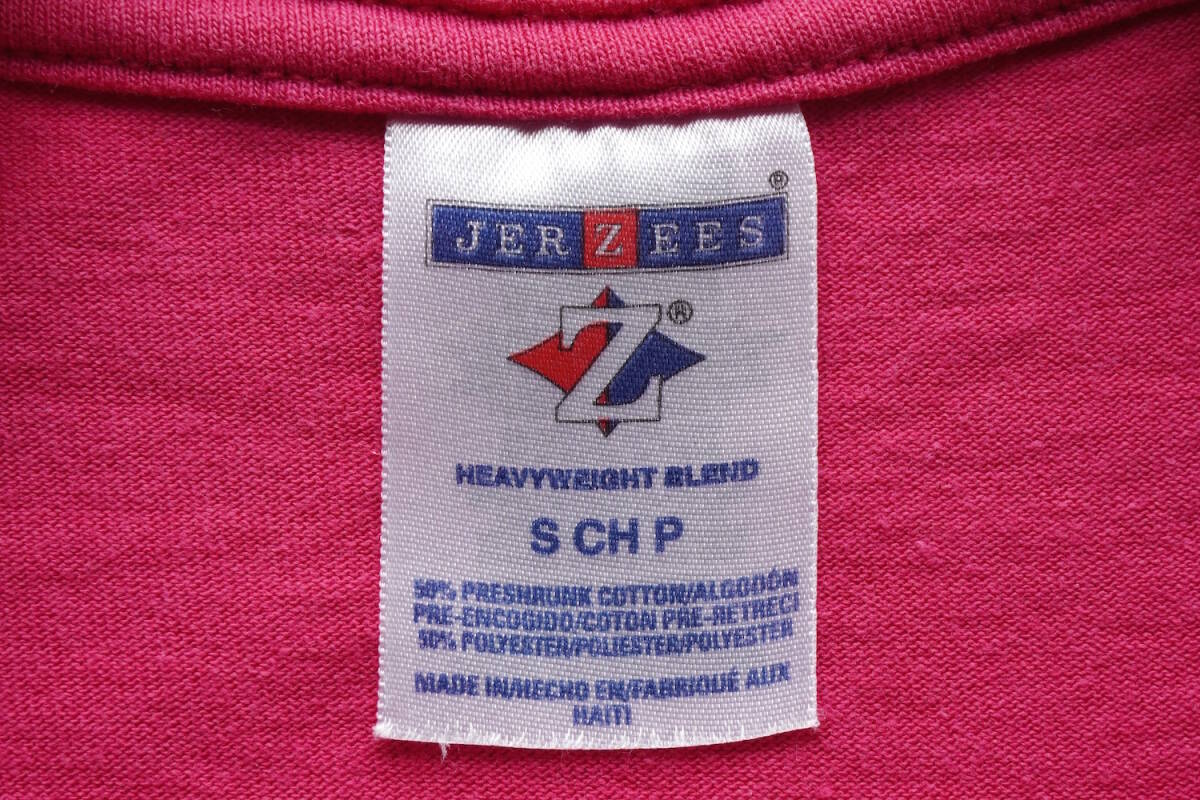 JERZEES ®
Z ®
HEAVYWEIGHT BLEND
S CH P
50% PRESHRUNK COTTON/ALGODÓN
PRE-ENCOGIDO/COTON PRE-RETRECI
50% POLYESTER/POLIESTER/POLYESTER
MADE IN/HECHO EN/FABRIQUÉ AUX
HAITI